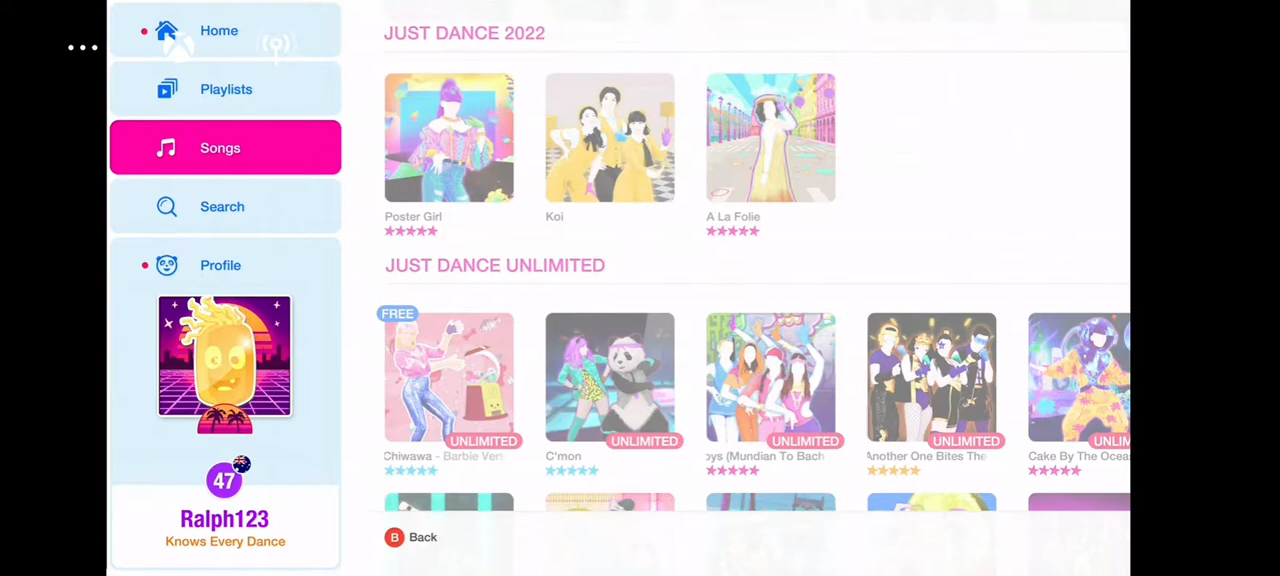 Home
Playlists
Songs
Search
Profile
47
Ralph123
Knows Every Dance
JUST DANCE 2022
Poster Girl
Koi
A La Folie
JUST DANCE UNLIMITED
FREE
UNLIMITED
UNLIMITED
UNLIMITED
UNLIMITED
UNLIM
Chiwawa - Barbie Ver
C'mon
oys (Mundian To Bach
Another One Bites The
Cake By The Ocea
B Back